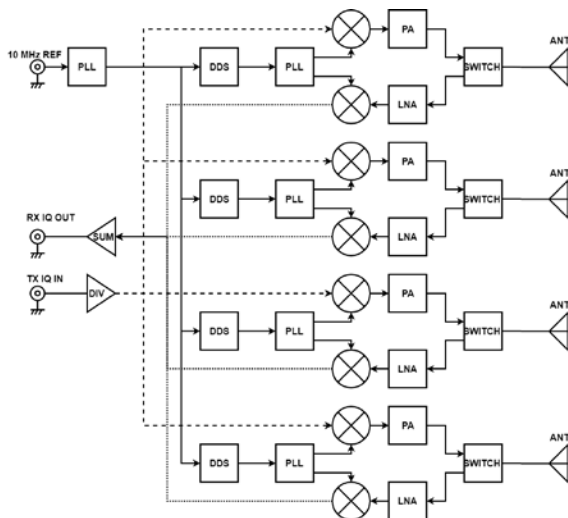 ANT
PA
10 MHz REF
PLL
DDS
PLL
SWITCH
LNA
ANT
PA
DDS
PLL
SWITCH
RX IQ OUT
SUM
LNA
TX IQ IN
DIV
ANT
PA
DDS
PLL
SWITCH
LNA
ANT
PA
DDS
PLL
SWITCH
LNA